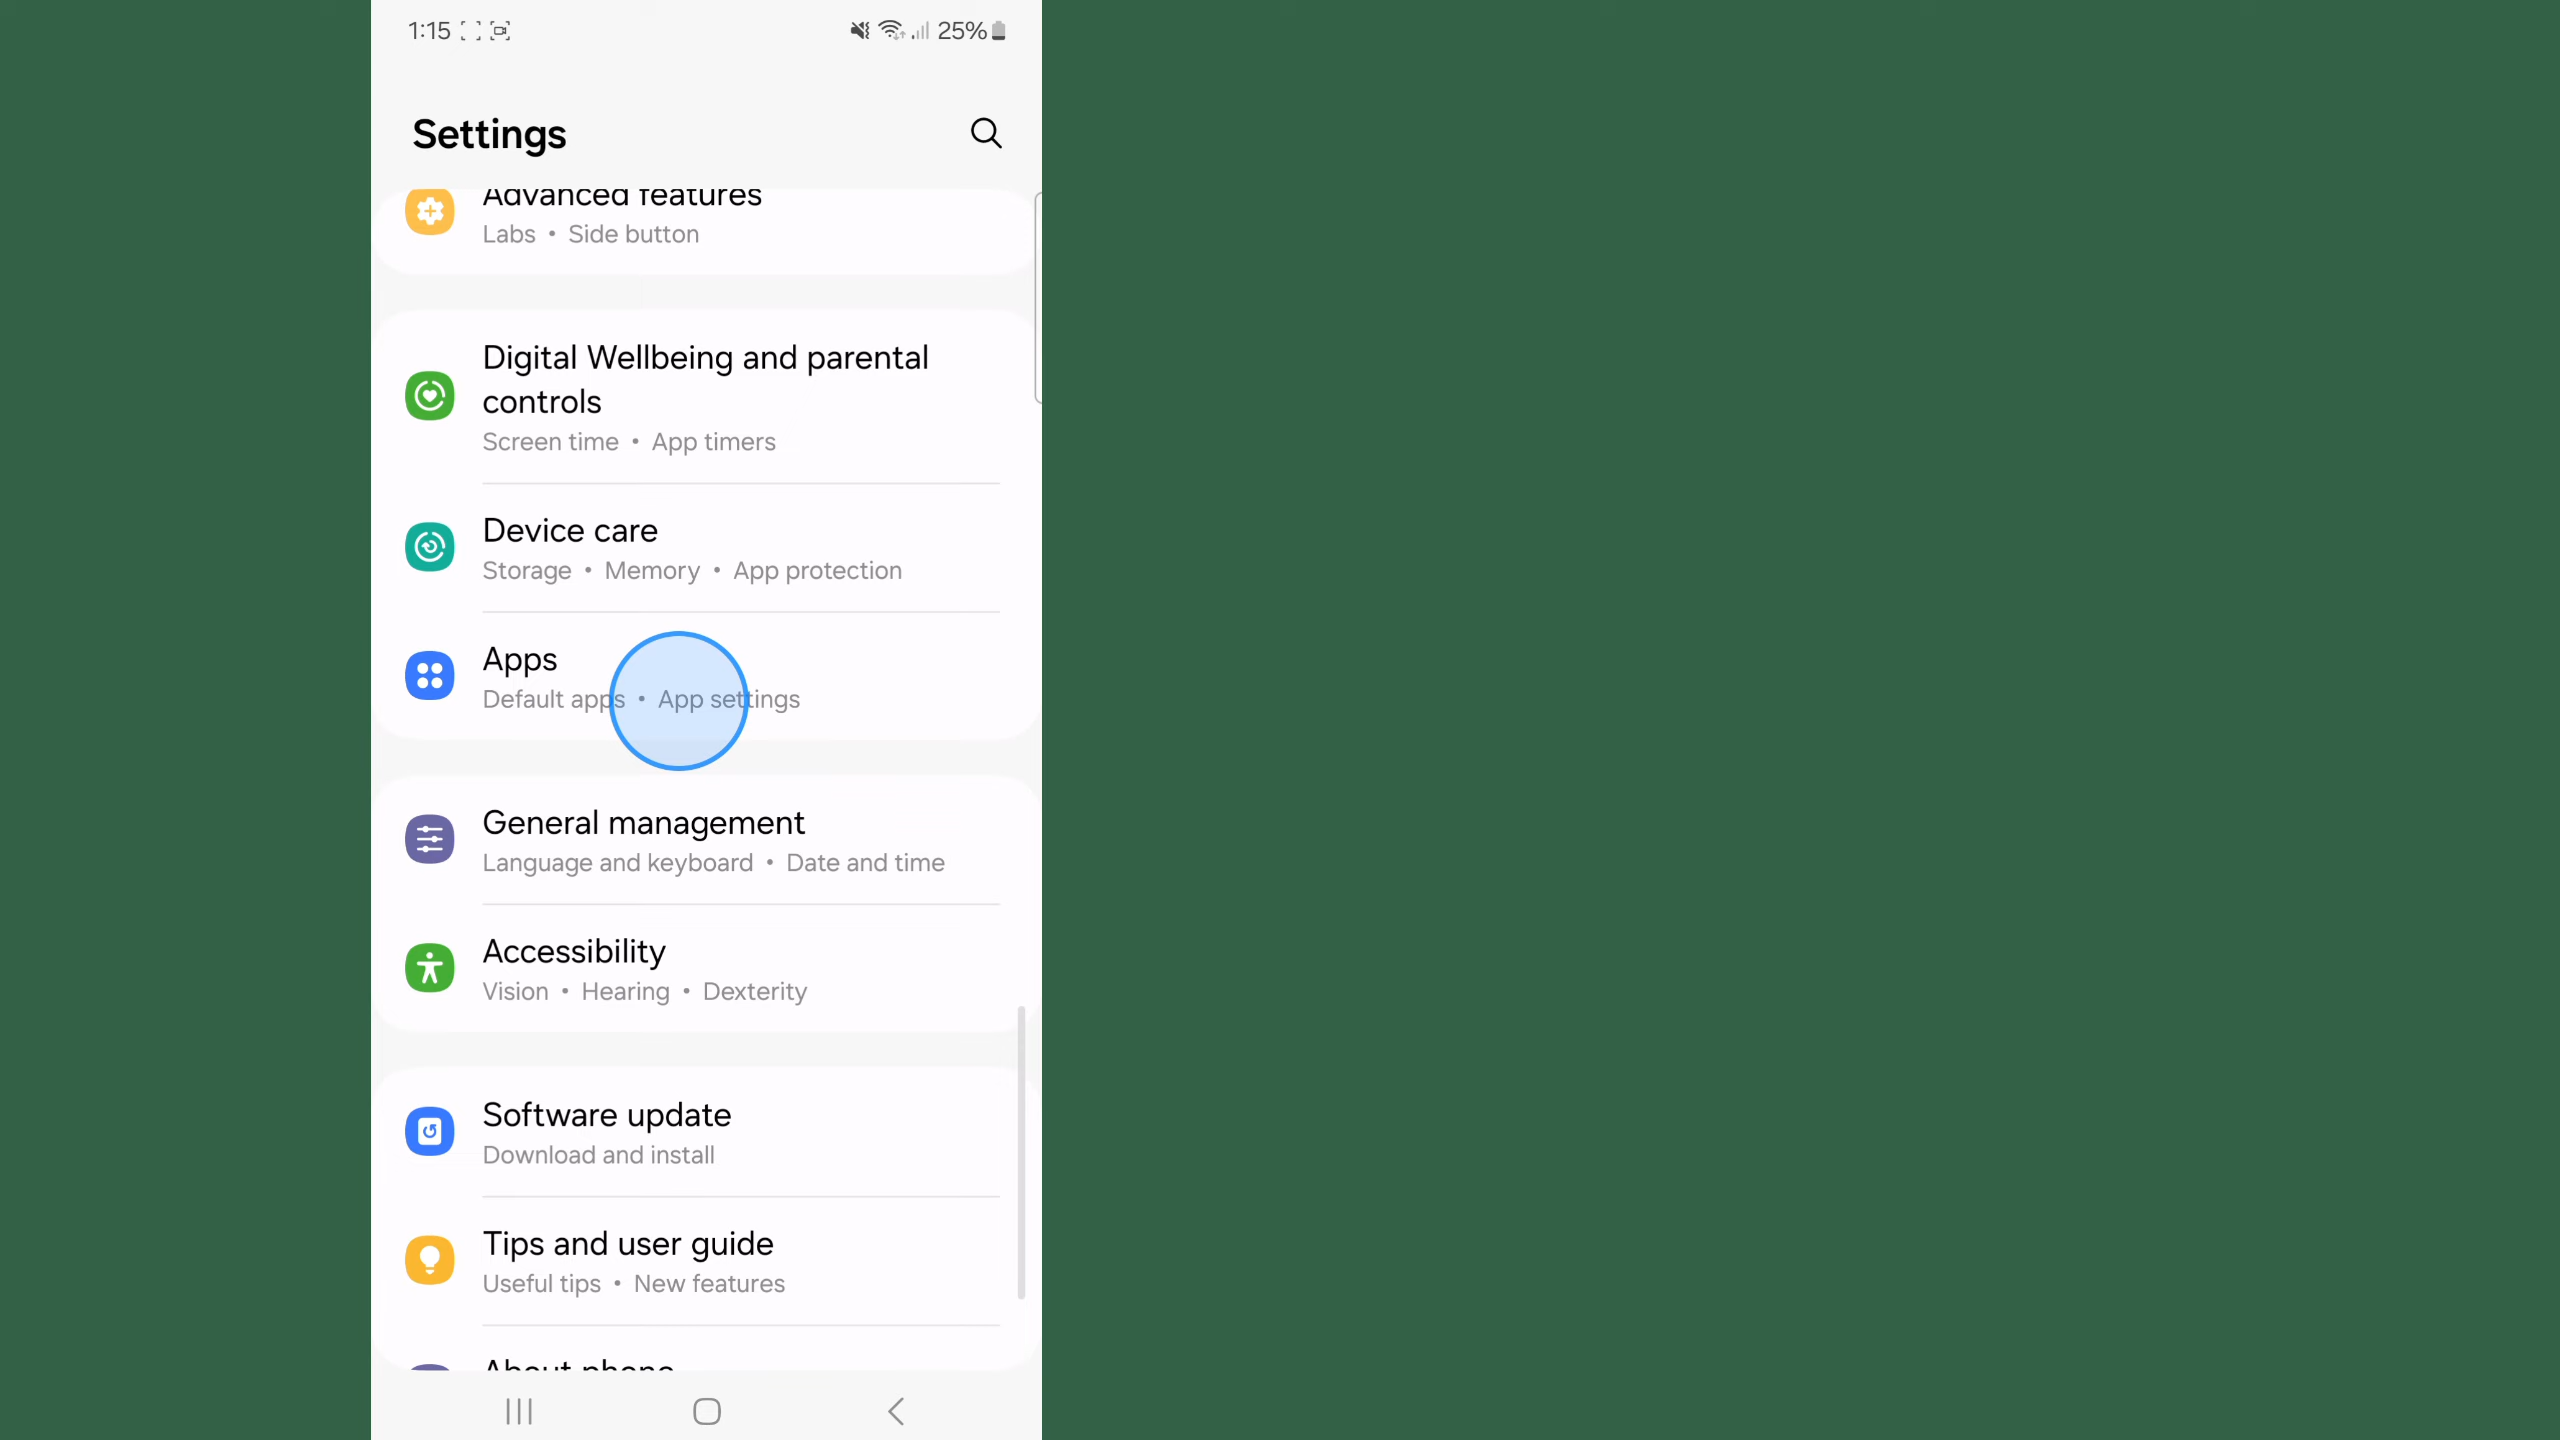 1:15
25%
Settings
Advanced features
Labs • Side button
Digital Wellbeing and parental
controls
Screen time • App timers
Device care
Storage • Memory • App protection
Apps
Default apps • App settings
General management
Language and keyboard • Date and time
Accessibility
Vision • Hearing • Dexterity
Software update
Download and install
Tips and user guide
Useful tips • New features
About phone